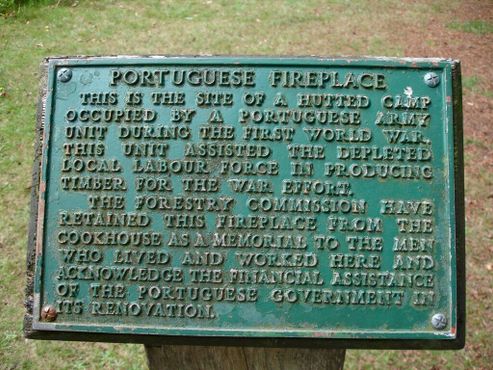 PORTUGUESE FIREPLACE
THIS IS THE SITE OF A HUTTED CAMP
OCCUPIED BY A PORTUGUESE ARMY
UNIT DURING THE FIRST WORLD WAR.
THIS UNIT ASSISTED THE DEPLETED
LOCAL LABOUR FORCE IN PRODUCING
TIMBER FOR THE WAR EFFORT.
THE FORESTRY COMMISSION HAVE
RETAINED THIS FIREPLACE FROM THE
COOKHOUSE AS A MEMORIAL TO THE MEN
WHO LIVED AND WORKED HERE AND
ACKNOWLEDGE THE FINANCIAL ASSISTANCE
OF THE PORTUGUESE GOVERNMENT IN
ITS RENOVATION.